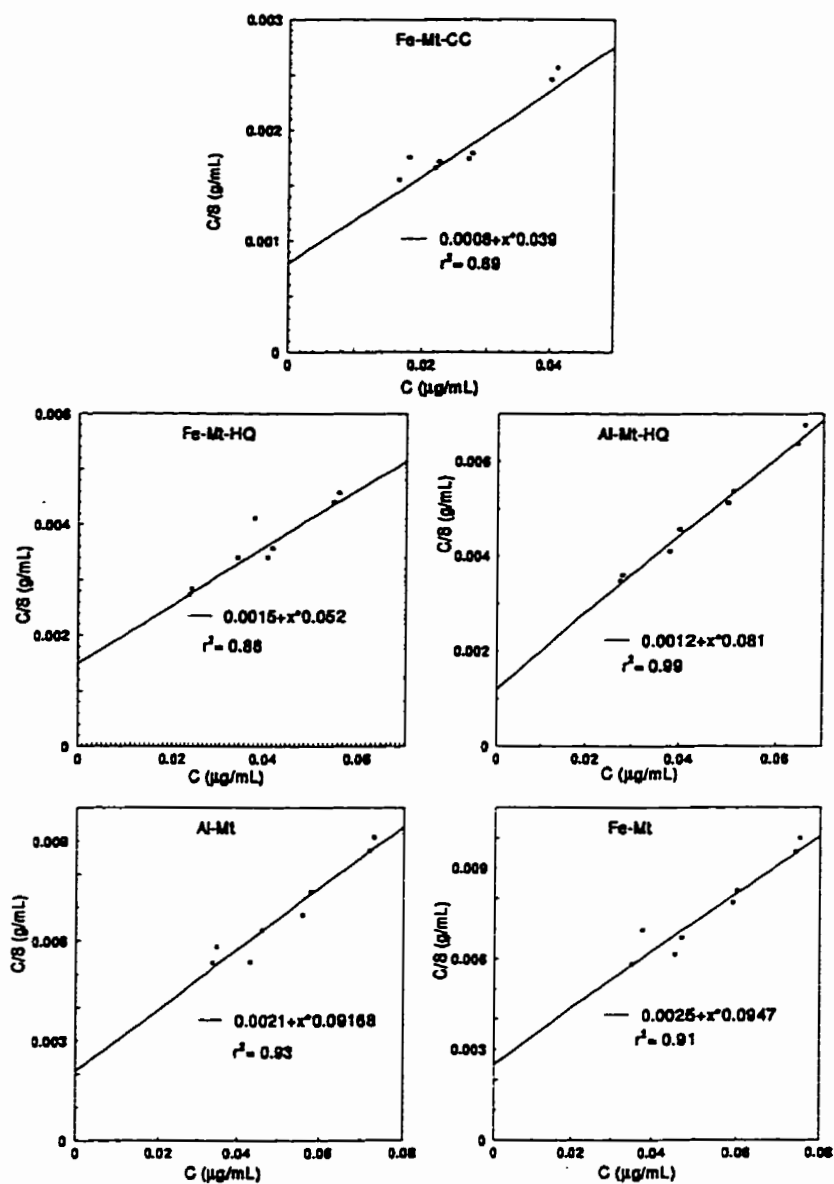 Fe-Mt-CC
0.003
0.002
0.001
0
C/S (g/mL)
0.0008+x*0.039
r²= 0.89
0 0.02 0.04
C (µg/mL)
Fe-Mt-HQ
0.006
0.004
0.002
0
C/S (g/mL)
0.0015+x*0.052
r²= 0.88
0 0.02 0.04 0.06
C (µg/mL)
Al-Mt-HQ
0.006
0.004
0.002
0
C/S (g/mL)
0.0012+x*0.081
r²= 0.99
0 0.02 0.04 0.06
C (µg/mL)
Al-Mt
0.009
0.006
0.003
0
C/S (g/mL)
0.0021+x*0.09168
r²= 0.93
0 0.02 0.04 0.06 0.08
C (µg/mL)
Fe-Mt
0.009
0.006
0.003
0
C/S (g/mL)
0.0025+x*0.0947
r²= 0.91
0 0.02 0.04 0.06 0.08
C (µg/mL)